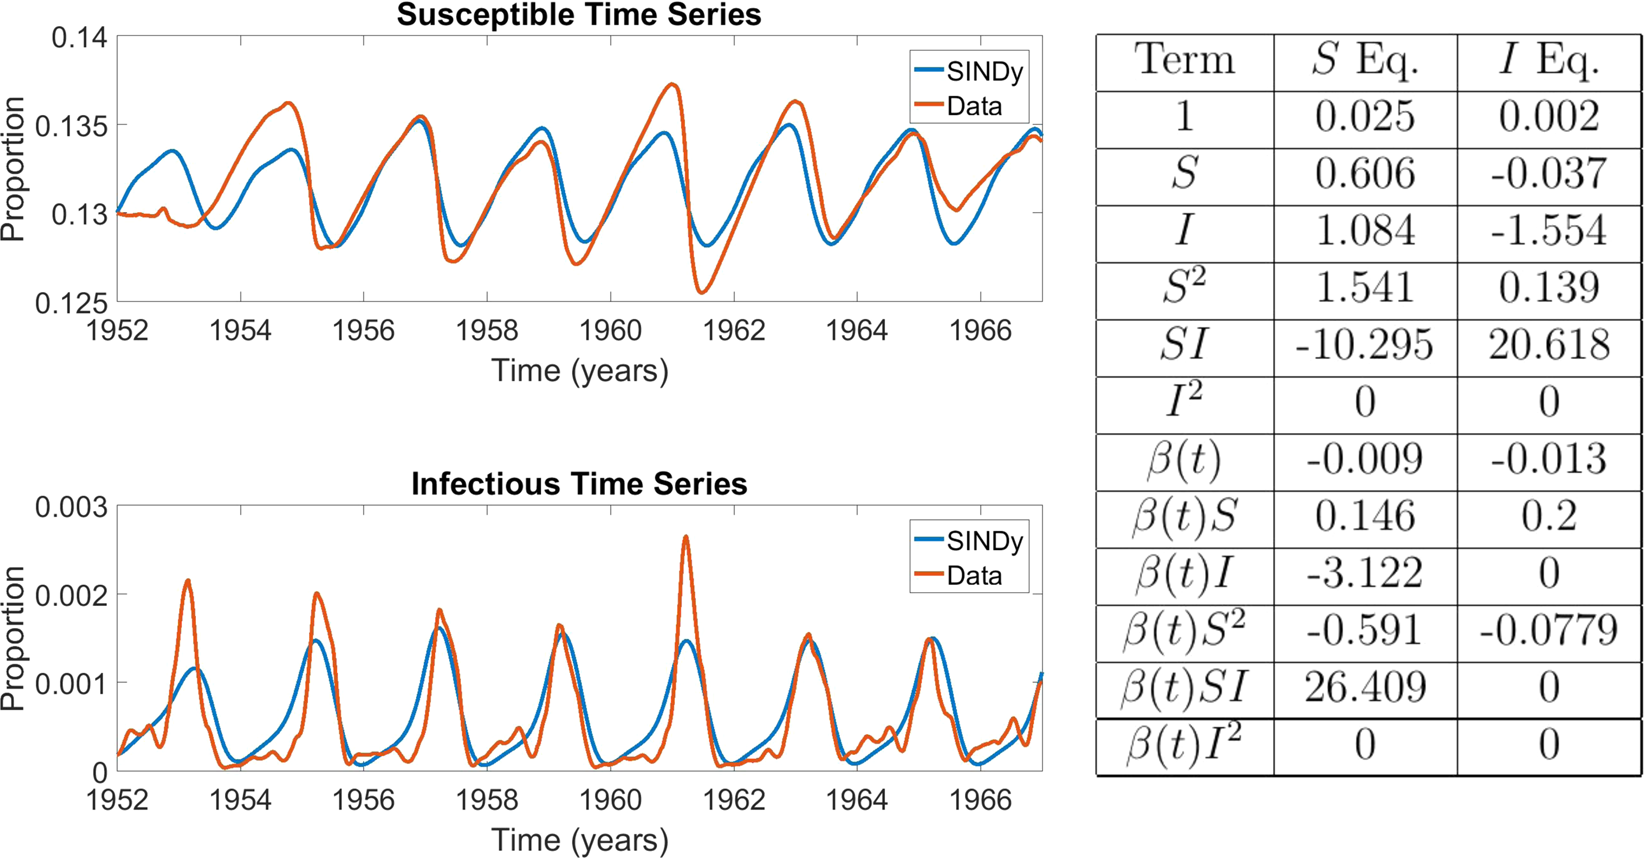 Susceptible Time Series
0.14
0.135
0.13
0.125
Proportion
SINDy
Data
1952 1954 1956 1958 1960 1962 1964 1966
Time (years)
Infectious Time Series
0.003
0.002
0.001
0
Proportion
SINDy
Data
1952 1954 1956 1958 1960 1962 1964 1966
Time (years)
Term S Eq. I Eq.
1 0.025 0.002
S 0.606 -0.037
I 1.084 -1.554
S² 1.541 0.139
SI -10.295 20.618
I² 0 0
β(t) -0.009 -0.013
β(t)S 0.146 0.2
β(t)I -3.122 0
β(t)S² -0.591 -0.0779
β(t)SI 26.409 0
β(t)I² 0 0